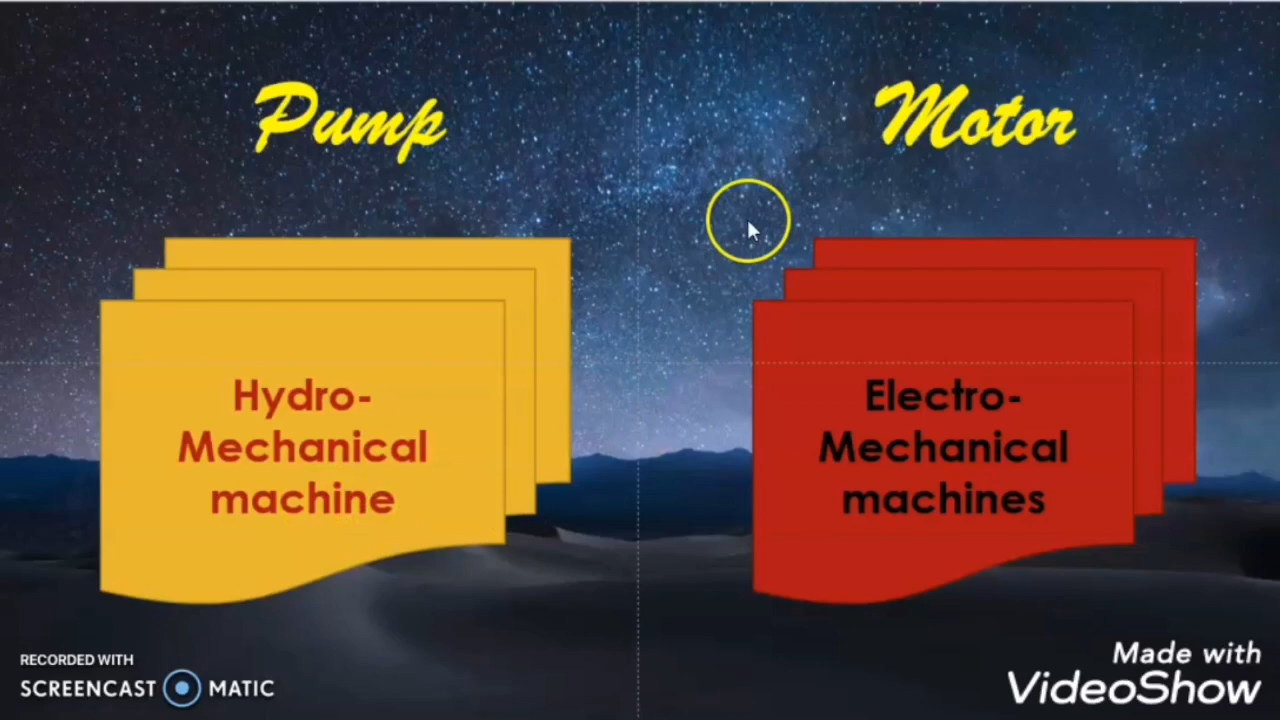 Pump
Motor
Hydro-
Mechanical
machine
Electro-
Mechanical
machines
RECORDED WITH
SCREENCAST MATIC
Made with
VideoShow